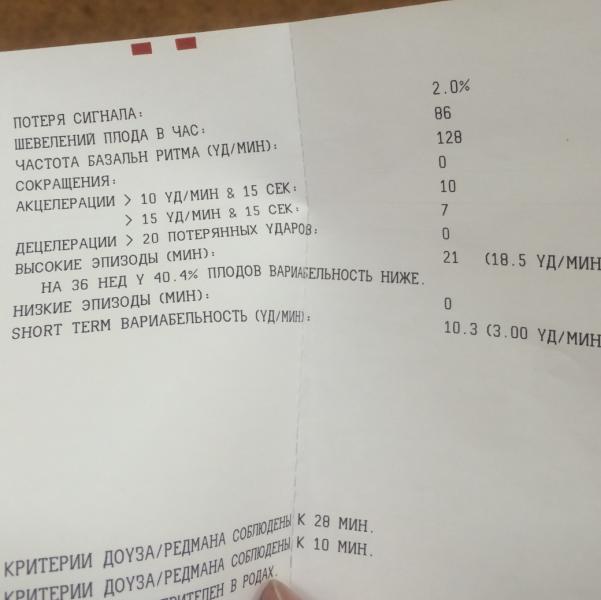 ПОТЕРЯ СИГНАЛА: 2.0%
ШЕВЕЛЕНИЙ ПЛОДА В ЧАС: 86
ЧАСТОТА БАЗАЛЬН РИТМА (УД/МИН): 128
СОКРАЩЕНИЯ: 0
АКЦЕЛЕРАЦИИ > 10 УД/МИН & 15 СЕК: 10
> 15 УД/МИН & 15 СЕК: 7
ДЕЦЕЛЕРАЦИИ > 20 ПОТЕРЯННЫХ УДАРОВ: 0
ВЫСОКИЕ ЭПИЗОДЫ (МИН): 21 (18.5 УД/МИН
НА 36 НЕД У 40.4% ПЛОДОВ ВАРИАБЕЛЬНОСТЬ НИЖЕ.
НИЗКИЕ ЭПИЗОДЫ (МИН): 0
SHORT TERM ВАРИАБЕЛЬНОСТЬ (УД/МИН): 10.3 (3.00 УД/МИН
КРИТЕРИИ ДОУЗА/РЕДМАНА СОБЛЮДЕНЫ К 28 МИН.
КРИТЕРИИ ДОУЗА/РЕДМАНА СОБЛЮДЕНЫ К 10 МИН.
В РОДАХ.